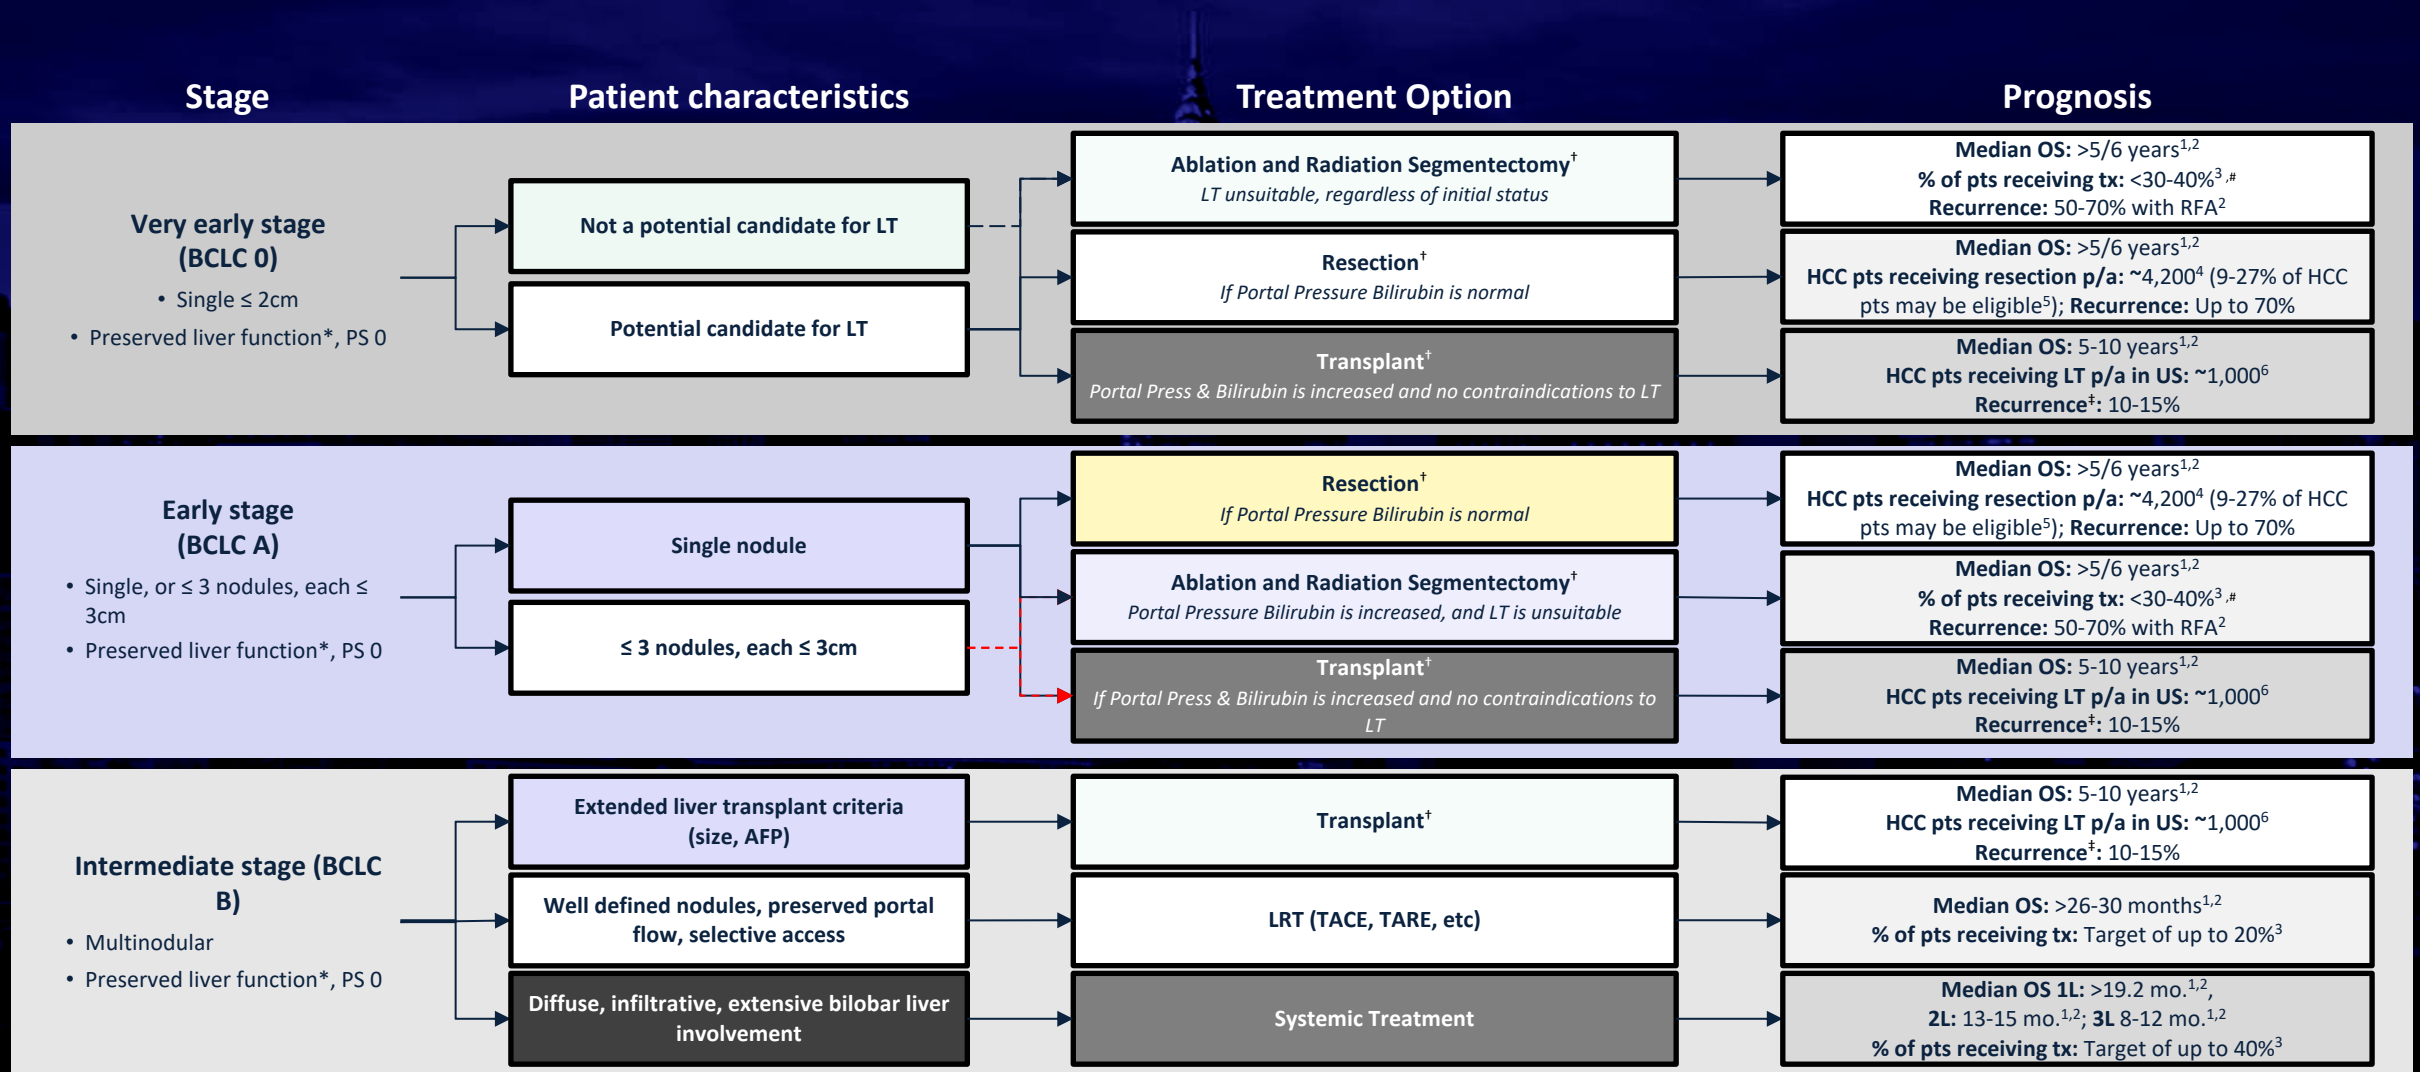 Stage
Patient characteristics
Treatment Option
Prognosis
Very early stage
(BCLC 0)
• Single ≤ 2cm
• Preserved liver function*, PS 0
Not a potential candidate for LT
Potential candidate for LT
Ablation and Radiation Segmentectomy†
LT unsuitable, regardless of initial status
Resection†
If Portal Pressure Bilirubin is normal
Transplant†
Portal Press & Bilirubin is increased and no contraindications to LT
Median OS: >5/6 years1,2
% of pts receiving tx: <30-40%3,#
Recurrence: 50-70% with RFA2
Median OS: >5/6 years1,2
HCC pts receiving resection p/a: ~4,2004 (9-27% of HCC
pts may be eligible5); Recurrence: Up to 70%
Median OS: 5-10 years1,2
HCC pts receiving LT p/a in US: ~1,0006
Recurrence‡: 10-15%
Early stage
(BCLC A)
• Single, or ≤ 3 nodules, each ≤
3cm
• Preserved liver function*, PS 0
Single nodule
≤ 3 nodules, each ≤ 3cm
Resection†
If Portal Pressure Bilirubin is normal
Ablation and Radiation Segmentectomy†
Portal Pressure Bilirubin is increased, and LT is unsuitable
Transplant†
If Portal Press & Bilirubin is increased and no contraindications to
LT
Median OS: >5/6 years1,2
HCC pts receiving resection p/a: ~4,2004 (9-27% of HCC
pts may be eligible5); Recurrence: Up to 70%
Median OS: >5/6 years1,2
% of pts receiving tx: <30-40%3,#
Recurrence: 50-70% with RFA2
Median OS: 5-10 years1,2
HCC pts receiving LT p/a in US: ~1,0006
Recurrence‡: 10-15%
Intermediate stage (BCLC
B)
• Multinodular
• Preserved liver function*, PS 0
Extended liver transplant criteria
(size, AFP)
Well defined nodules, preserved portal
flow, selective access
Diffuse, infiltrative, extensive bilobar liver
involvement
Transplant†
LRT (TACE, TARE, etc)
Systemic Treatment
Median OS: 5-10 years1,2
HCC pts receiving LT p/a in US: ~1,0006
Recurrence‡: 10-15%
Median OS: >26-30 months1,2
% of pts receiving tx: Target of up to 20%3
Median OS 1L: >19.2 mo.1,2,
2L: 13-15 mo.1,2; 3L 8-12 mo.1,2
% of pts receiving tx: Target of up to 40%3